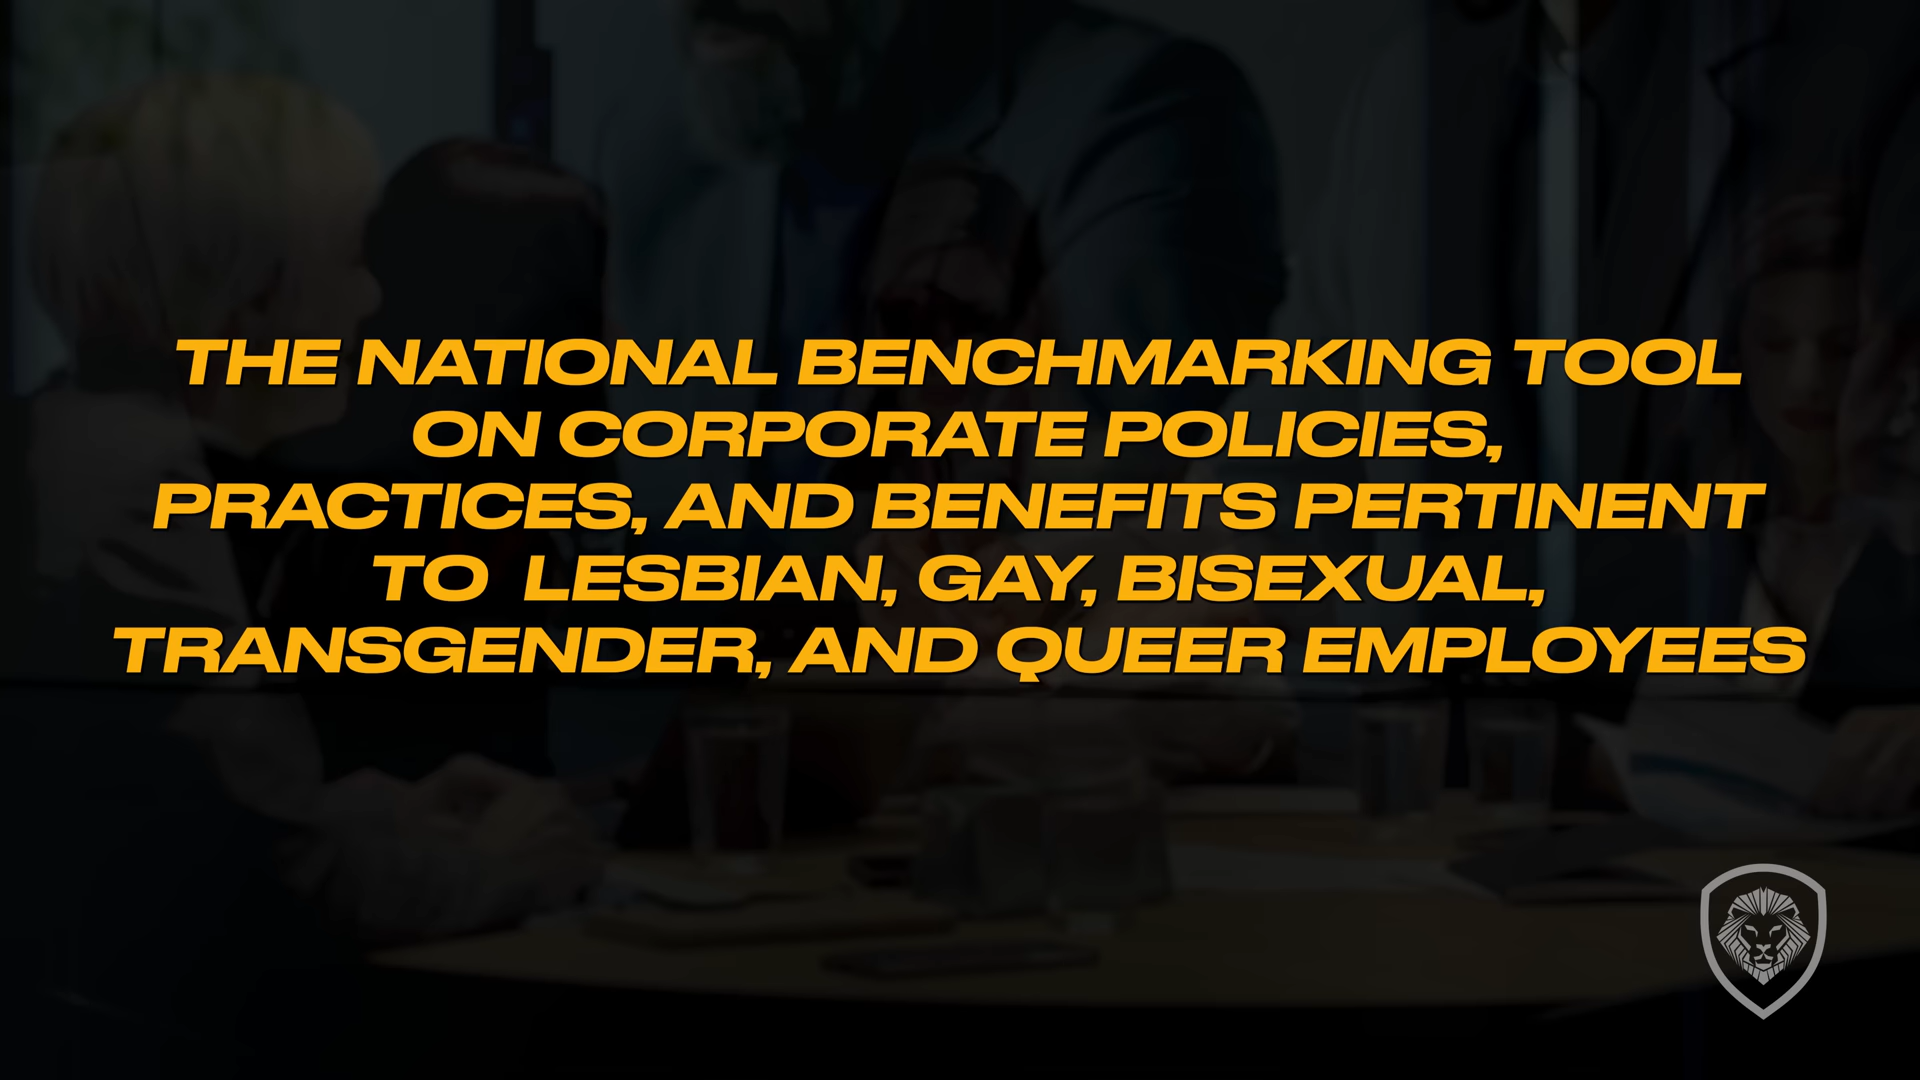 THE NATIONAL BENCHMARKING TOOL
ON CORPORATE POLICIES,
PRACTICES, AND BENEFITS PERTINENT
TO LESBIAN, GAY, BISEXUAL,
TRANSGENDER, AND QUEER EMPLOYEES